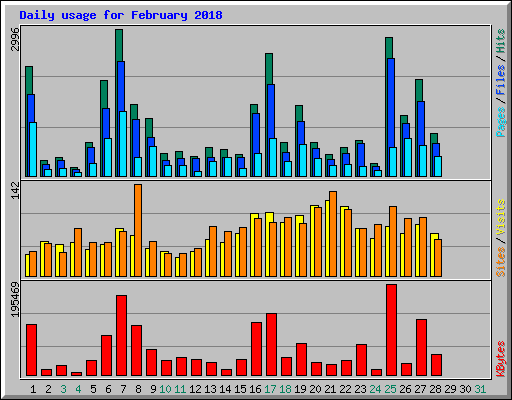 Daily usage for February 2018
2996
Pages / Files / Hits
142
Sites / Visits
195469
KBytes
1 2 3 4 5 6 7 8 9 10 11 12 13 14 15 16 17 18 19 20 21 22 23 24 25 26 27 28 29 30 31